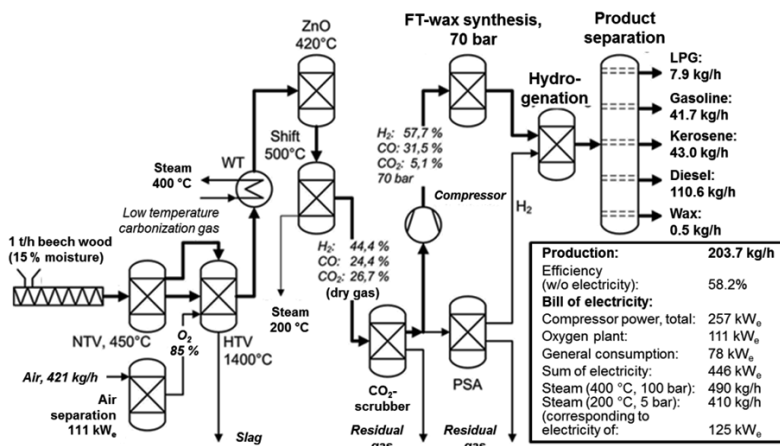 ZnO
420°C
FT-wax synthesis,
70 bar
Product
separation
LPG:
7.9 kg/h
Gasoline:
41.7 kg/h
Kerosene:
43.0 kg/h
Diesel:
110.6 kg/h
Wax:
0.5 kg/h
Hydro-
genation
H₂: 57,7 %
CO: 31,5 %
CO₂: 5,1 %
70 bar
Shift
500°C
WT
Steam
400 °C
Compressor
H₂
Low temperature
carbonization gas
1 t/h beech wood
(15 % moisture)
H₂: 44,4 %
CO: 24,4 %
CO₂: 26,7 %
(dry gas)
Steam
200 °C
NTV, 450°C
O₂
85 %
HTV
1400°C
Air, 421 kg/h
Air
separation
111 kWₑ
Slag
CO₂-
scrubber
PSA
Residual
gas
Residual
gas
Production: 203.7 kg/h
Efficiency
(w/o electricity): 58.2%
Bill of electricity:
Compressor power, total: 257 kWₑ
Oxygen plant: 111 kWₑ
General consumption: 78 kWₑ
Sum of electricity: 446 kWₑ
Steam (400 °C, 100 bar): 490 kg/h
Steam (200 °C, 5 bar): 410 kg/h
(corresponding to
electricity of: 125 kWₑ